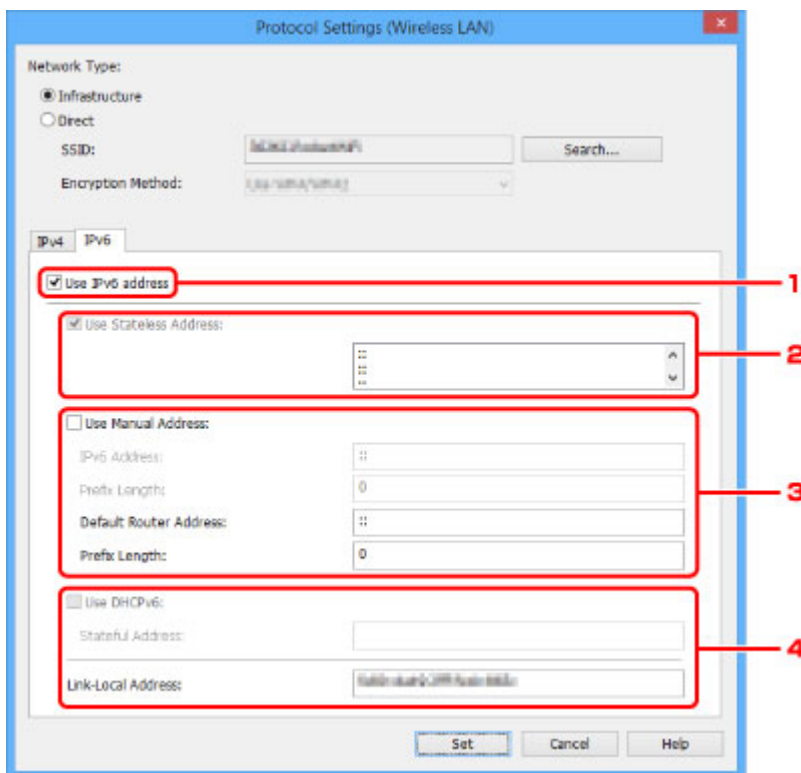 Protocol Settings (Wireless LAN)
Network Type:
Infrastructure
Direct
SSID:
Search...
Encryption Method:
IPv4 IPv6
Use IPv6 address
1
Use Stateless Address:
::
::
::
2
Use Manual Address:
IPv6 Address: ::
Prefix Length: 0
3
Default Router Address: ::
Prefix Length: 0
Use DHCPv6:
Stateful Address:
4
Link-Local Address:
Set Cancel Help